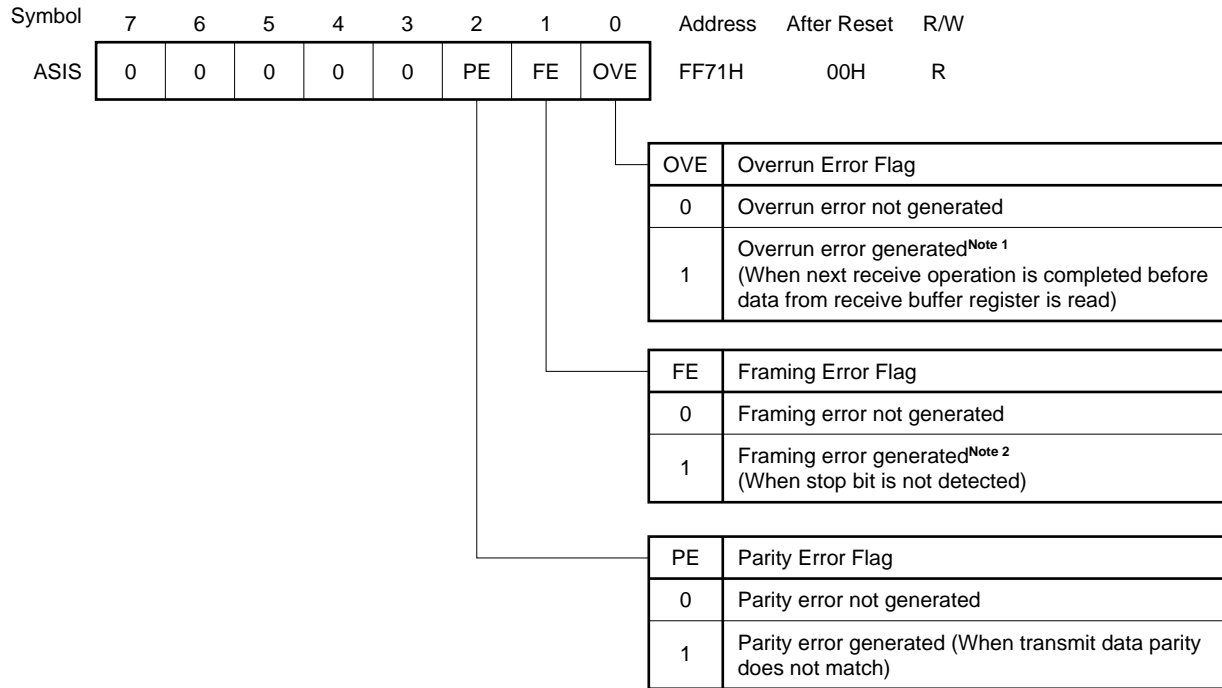 Symbol 7 6 5 4 3 2 1 0 Address After Reset R/W
ASIS 0 0 0 0 0 PE FE OVE FF71H 00H R
OVE Overrun Error Flag
0 Overrun error not generated
1 Overrun error generatedNote 1
(When next receive operation is completed before
data from receive buffer register is read)
FE Framing Error Flag
0 Framing error not generated
1 Framing error generatedNote 2
(When stop bit is not detected)
PE Parity Error Flag
0 Parity error not generated
1 Parity error generated (When transmit data parity
does not match)